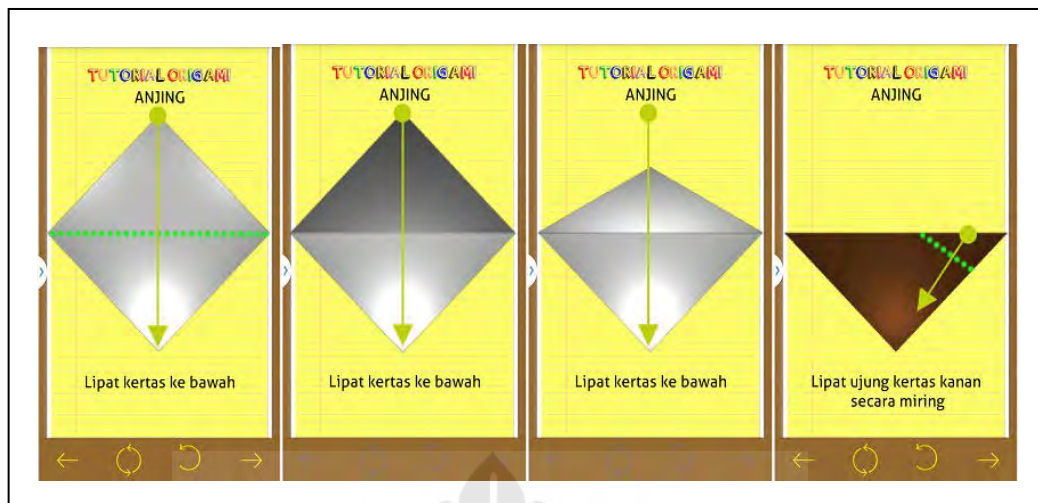 TUTORIAL ORIGAMI
ANJING
Lipat kertas ke bawah
TUTORIAL ORIGAMI
ANJING
Lipat kertas ke bawah
TUTORIAL ORIGAMI
ANJING
Lipat kertas ke bawah
TUTORIAL ORIGAMI
ANJING
Lipat ujung kertas kanan
secara miring